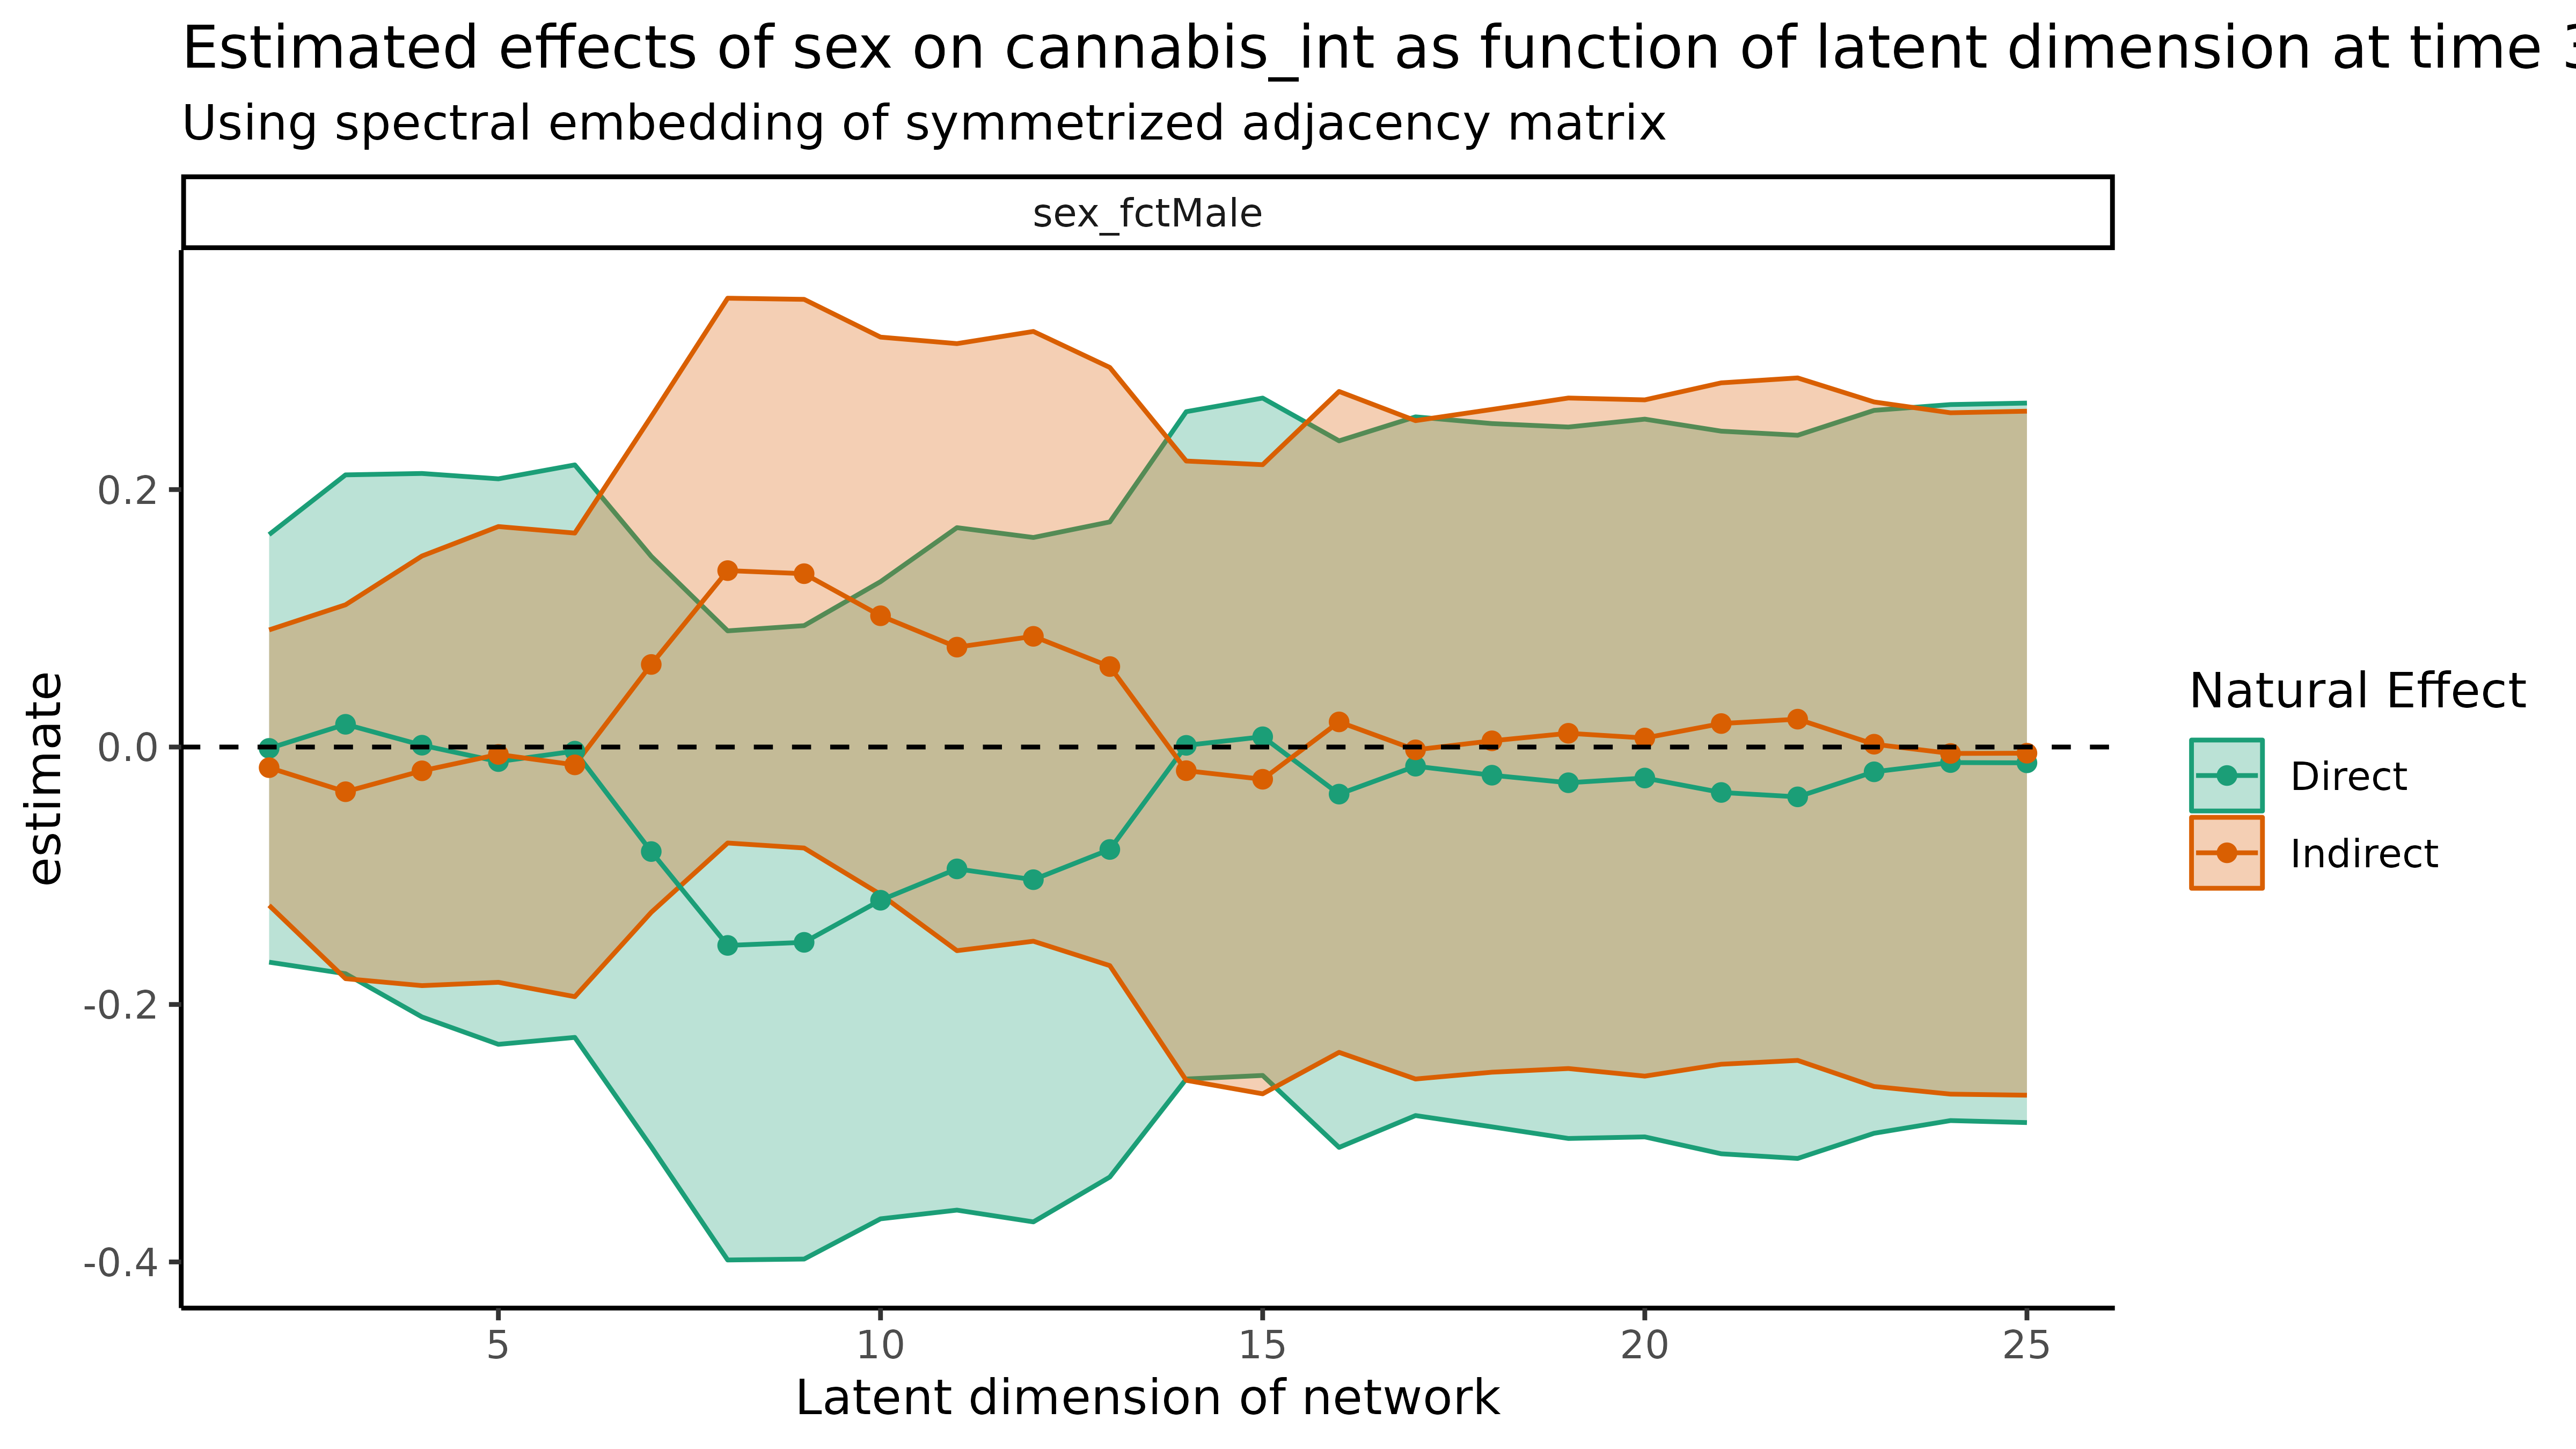 Estimated effects of sex on cannabis_int as function of latent dimension at time 3
Using spectral embedding of symmetrized adjacency matrix
sex_fctMale
0.2
0.0
-0.2
-0.4
estimate
5 10 15 20 25
Latent dimension of network
Natural Effect
Direct
Indirect